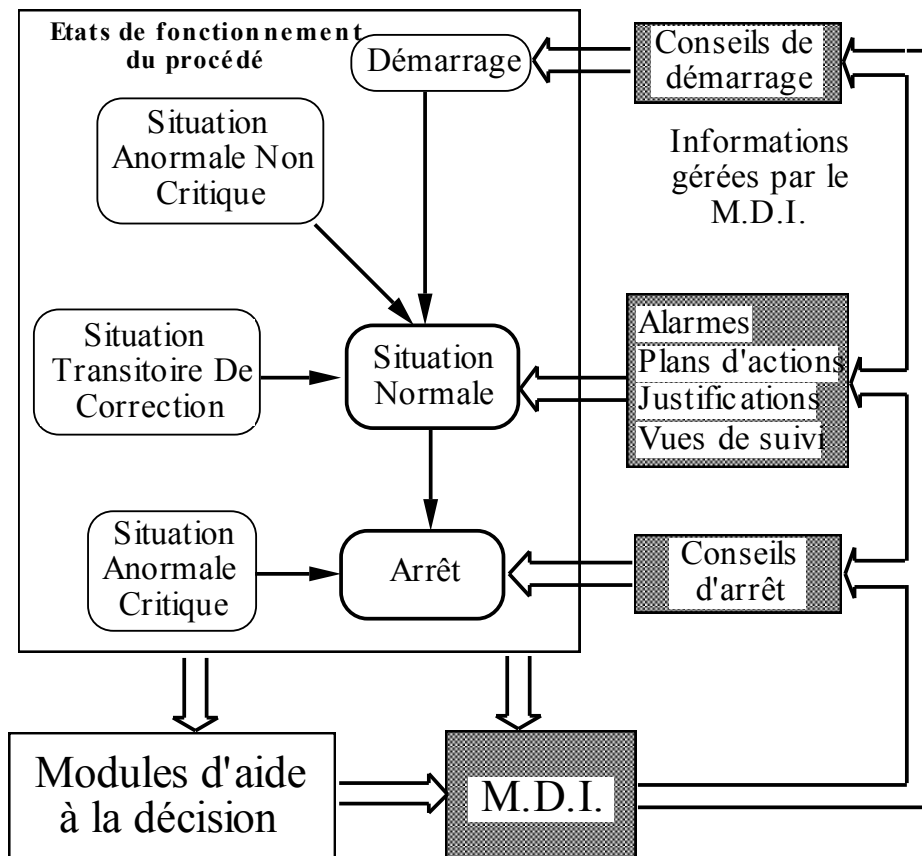 Etats de fonctionnement
du procédé
Démarrage
Conseils de
démarrage
Situation
Anormale Non
Critique
Informations
gérées par le
M.D.I.
Situation
Transitoire De
Correction
Situation
Normale
Alarmes
Plans d'actions
Justifications
Vues de suivi
Situation
Anormale
Critique
Arrêt
Conseils
d'arrêt
Modules d'aide
à la décision
M.D.I.